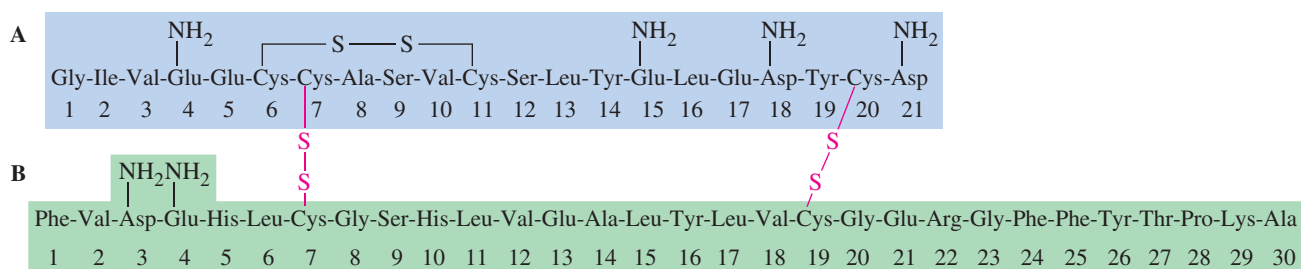 A
NH2 NH2 NH2 NH2
S S
Gly-Ile-Val-Glu-Glu-Cys-Cys-Ala-Ser-Val-Cys-Ser-Leu-Tyr-Glu-Leu-Glu-Asp-Tyr-Cys-Asp
1 2 3 4 5 6 7 8 9 10 11 12 13 14 15 16 17 18 19 20 21
S S
S S
B
NH2 NH2
Phe-Val-Asp-Glu-His-Leu-Cys-Gly-Ser-His-Leu-Val-Glu-Ala-Leu-Tyr-Leu-Val-Cys-Gly-Glu-Arg-Gly-Phe-Phe-Tyr-Thr-Pro-Lys-Ala
1 2 3 4 5 6 7 8 9 10 11 12 13 14 15 16 17 18 19 20 21 22 23 24 25 26 27 28 29 30